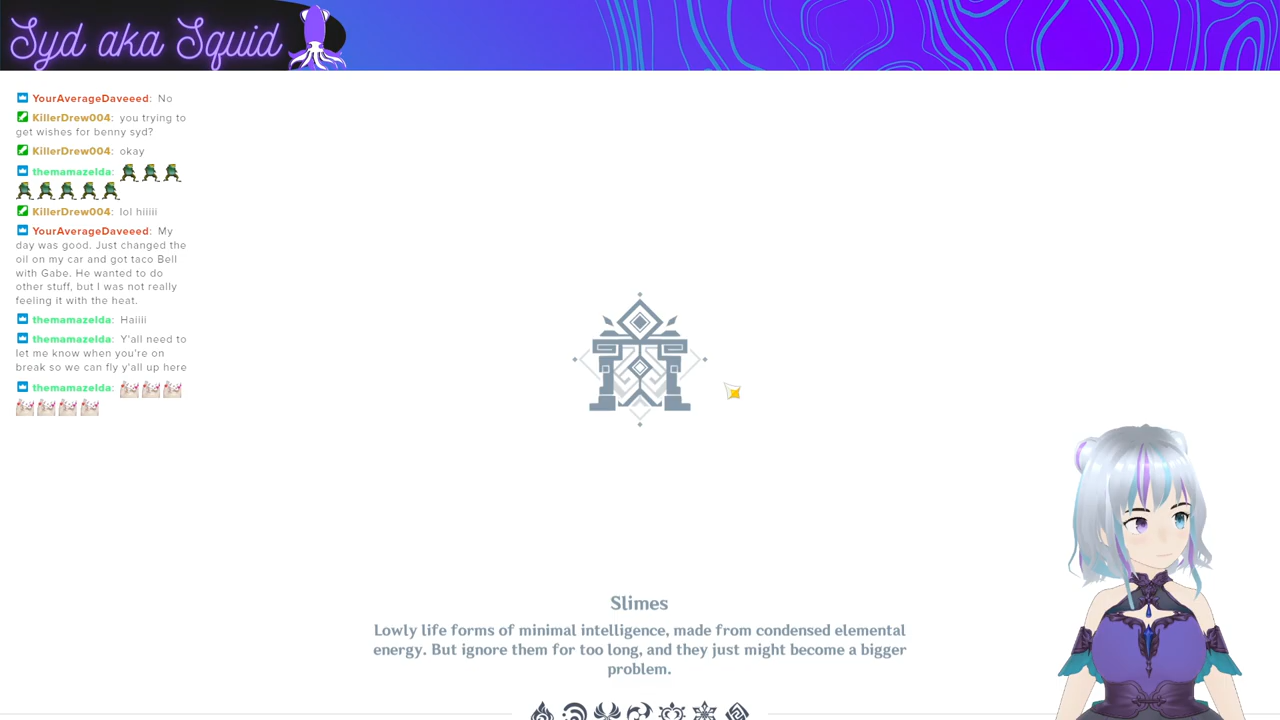 Syd aka Squid
YourAverageDaveeed: No
KillerDrew004: you trying to
get wishes for benny syd?
KillerDrew004: okay
themamazelda:
KillerDrew004: lol hiiiii
YourAverageDaveeed: My
day was good. Just changed the
oil on my car and got taco Bell
with Gabe. He wanted to do
other stuff, but I was not really
feeling it with the heat.
themamazelda: Haiiii
themamazelda: Y'all need to
let me know when you're on
break so we can fly y'all up here
themamazelda:
Slimes
Lowly life forms of minimal intelligence, made from condensed elemental
energy. But ignore them for too long, and they just might become a bigger
problem.